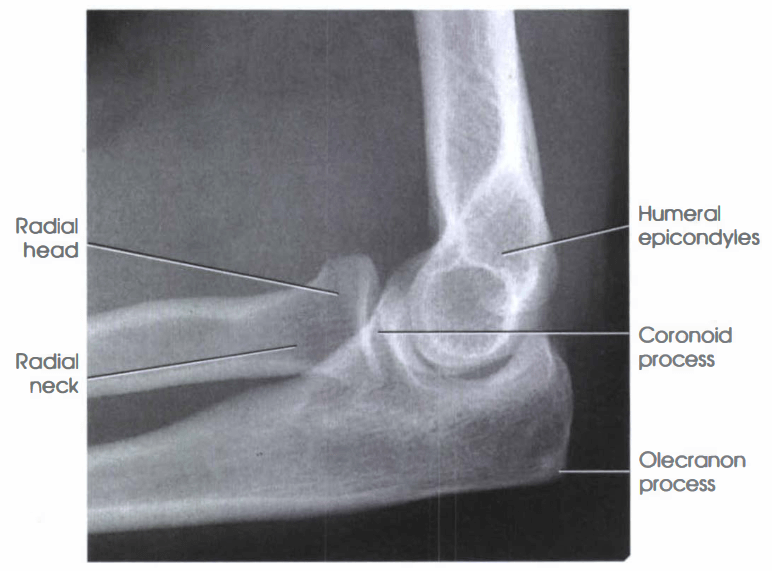 Radial
head
Radial
neck
Humeral
epicondyles
Coronoid
process
Olecranon
process